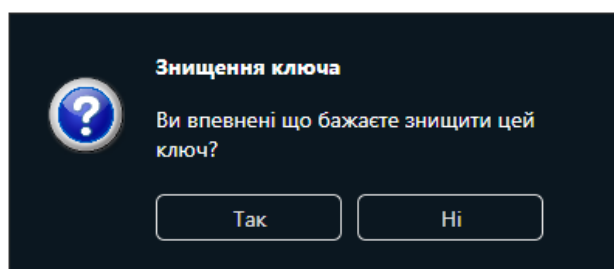 Знищення ключа
Ви впевнені що бажаєте знищити цей
ключ?
Так
Ні